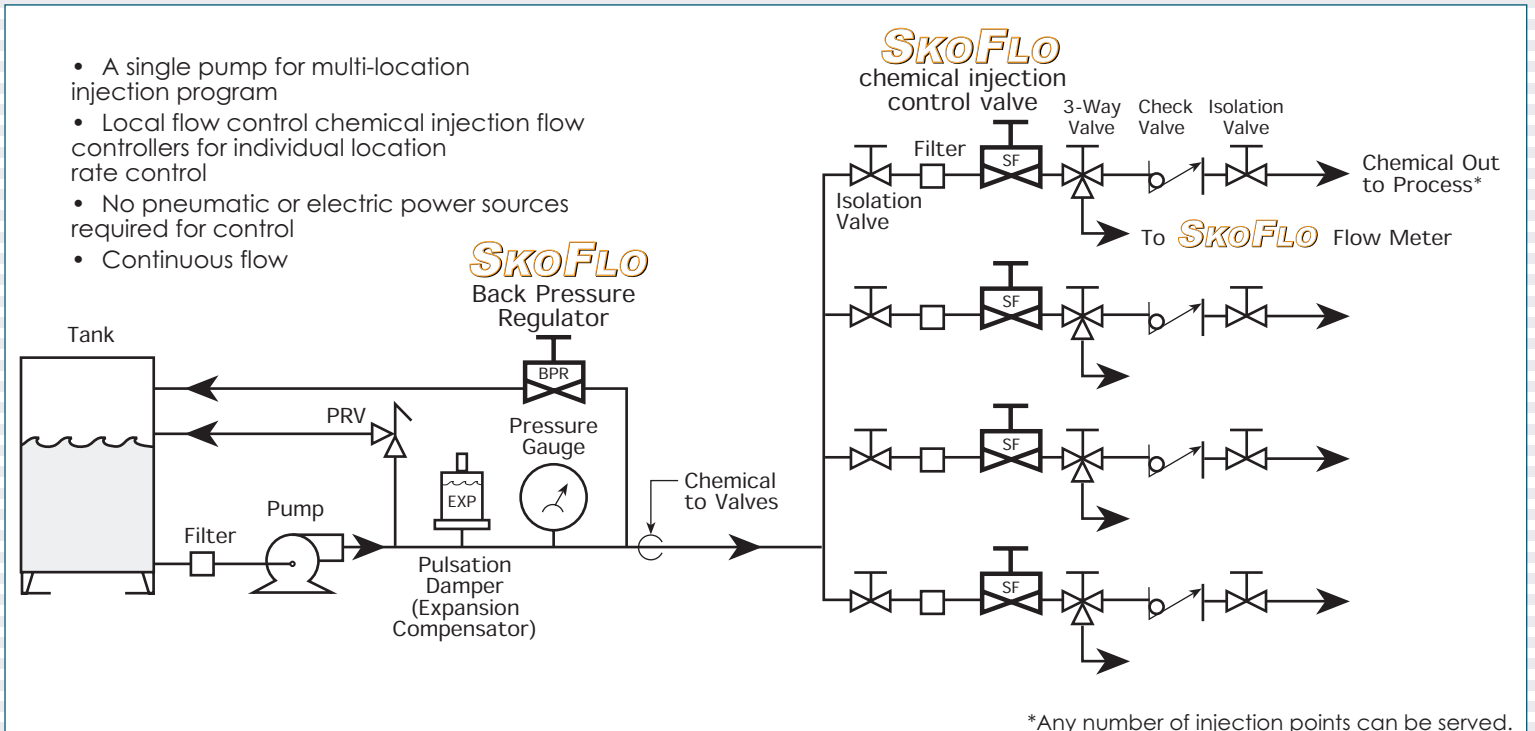 • A single pump for multi-location
injection program
• Local flow control chemical injection flow
controllers for individual location
rate control
• No pneumatic or electric power sources
required for control
• Continuous flow
SKOFLO
chemical injection
control valve
3-Way
Valve
Check
Valve
Isolation
Valve
Filter
SF
Isolation
Valve
Chemical Out
to Process*
To SKOFLO Flow Meter
SKOFLO
Back Pressure
Regulator
BPR
Tank
PRV
Pressure
Gauge
EXP
Chemical
to Valves
Filter
Pump
Pulsation
Damper
(Expansion
Compensator)
SF
SF
SF
*Any number of injection points can be served.